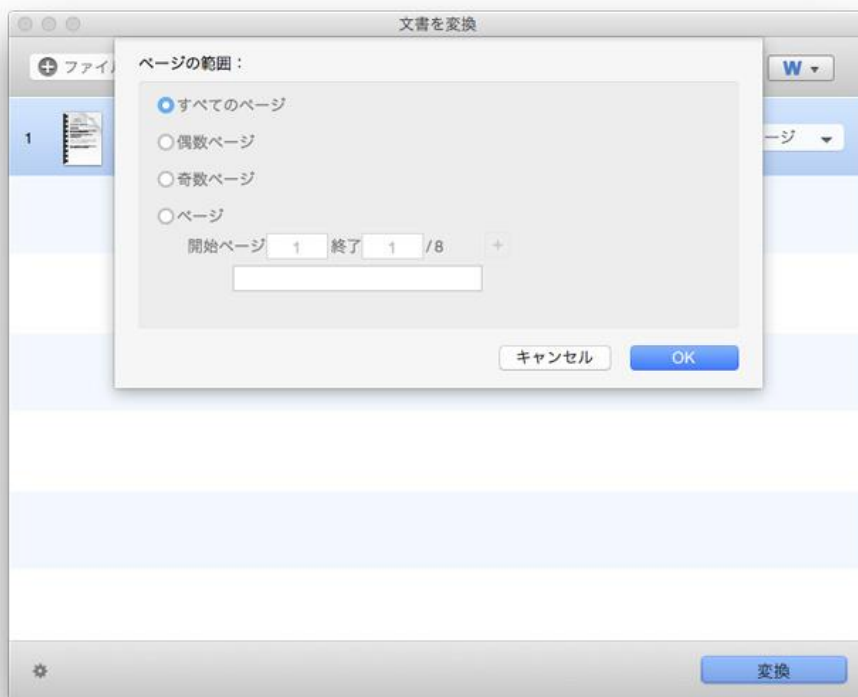 文書を変換
ファイル
W
ページの範囲：
すべてのページ
偶数ページ
奇数ページ
ページ
開始ページ 1 終了 1 /8 +
キャンセル OK
1
ージ
変換